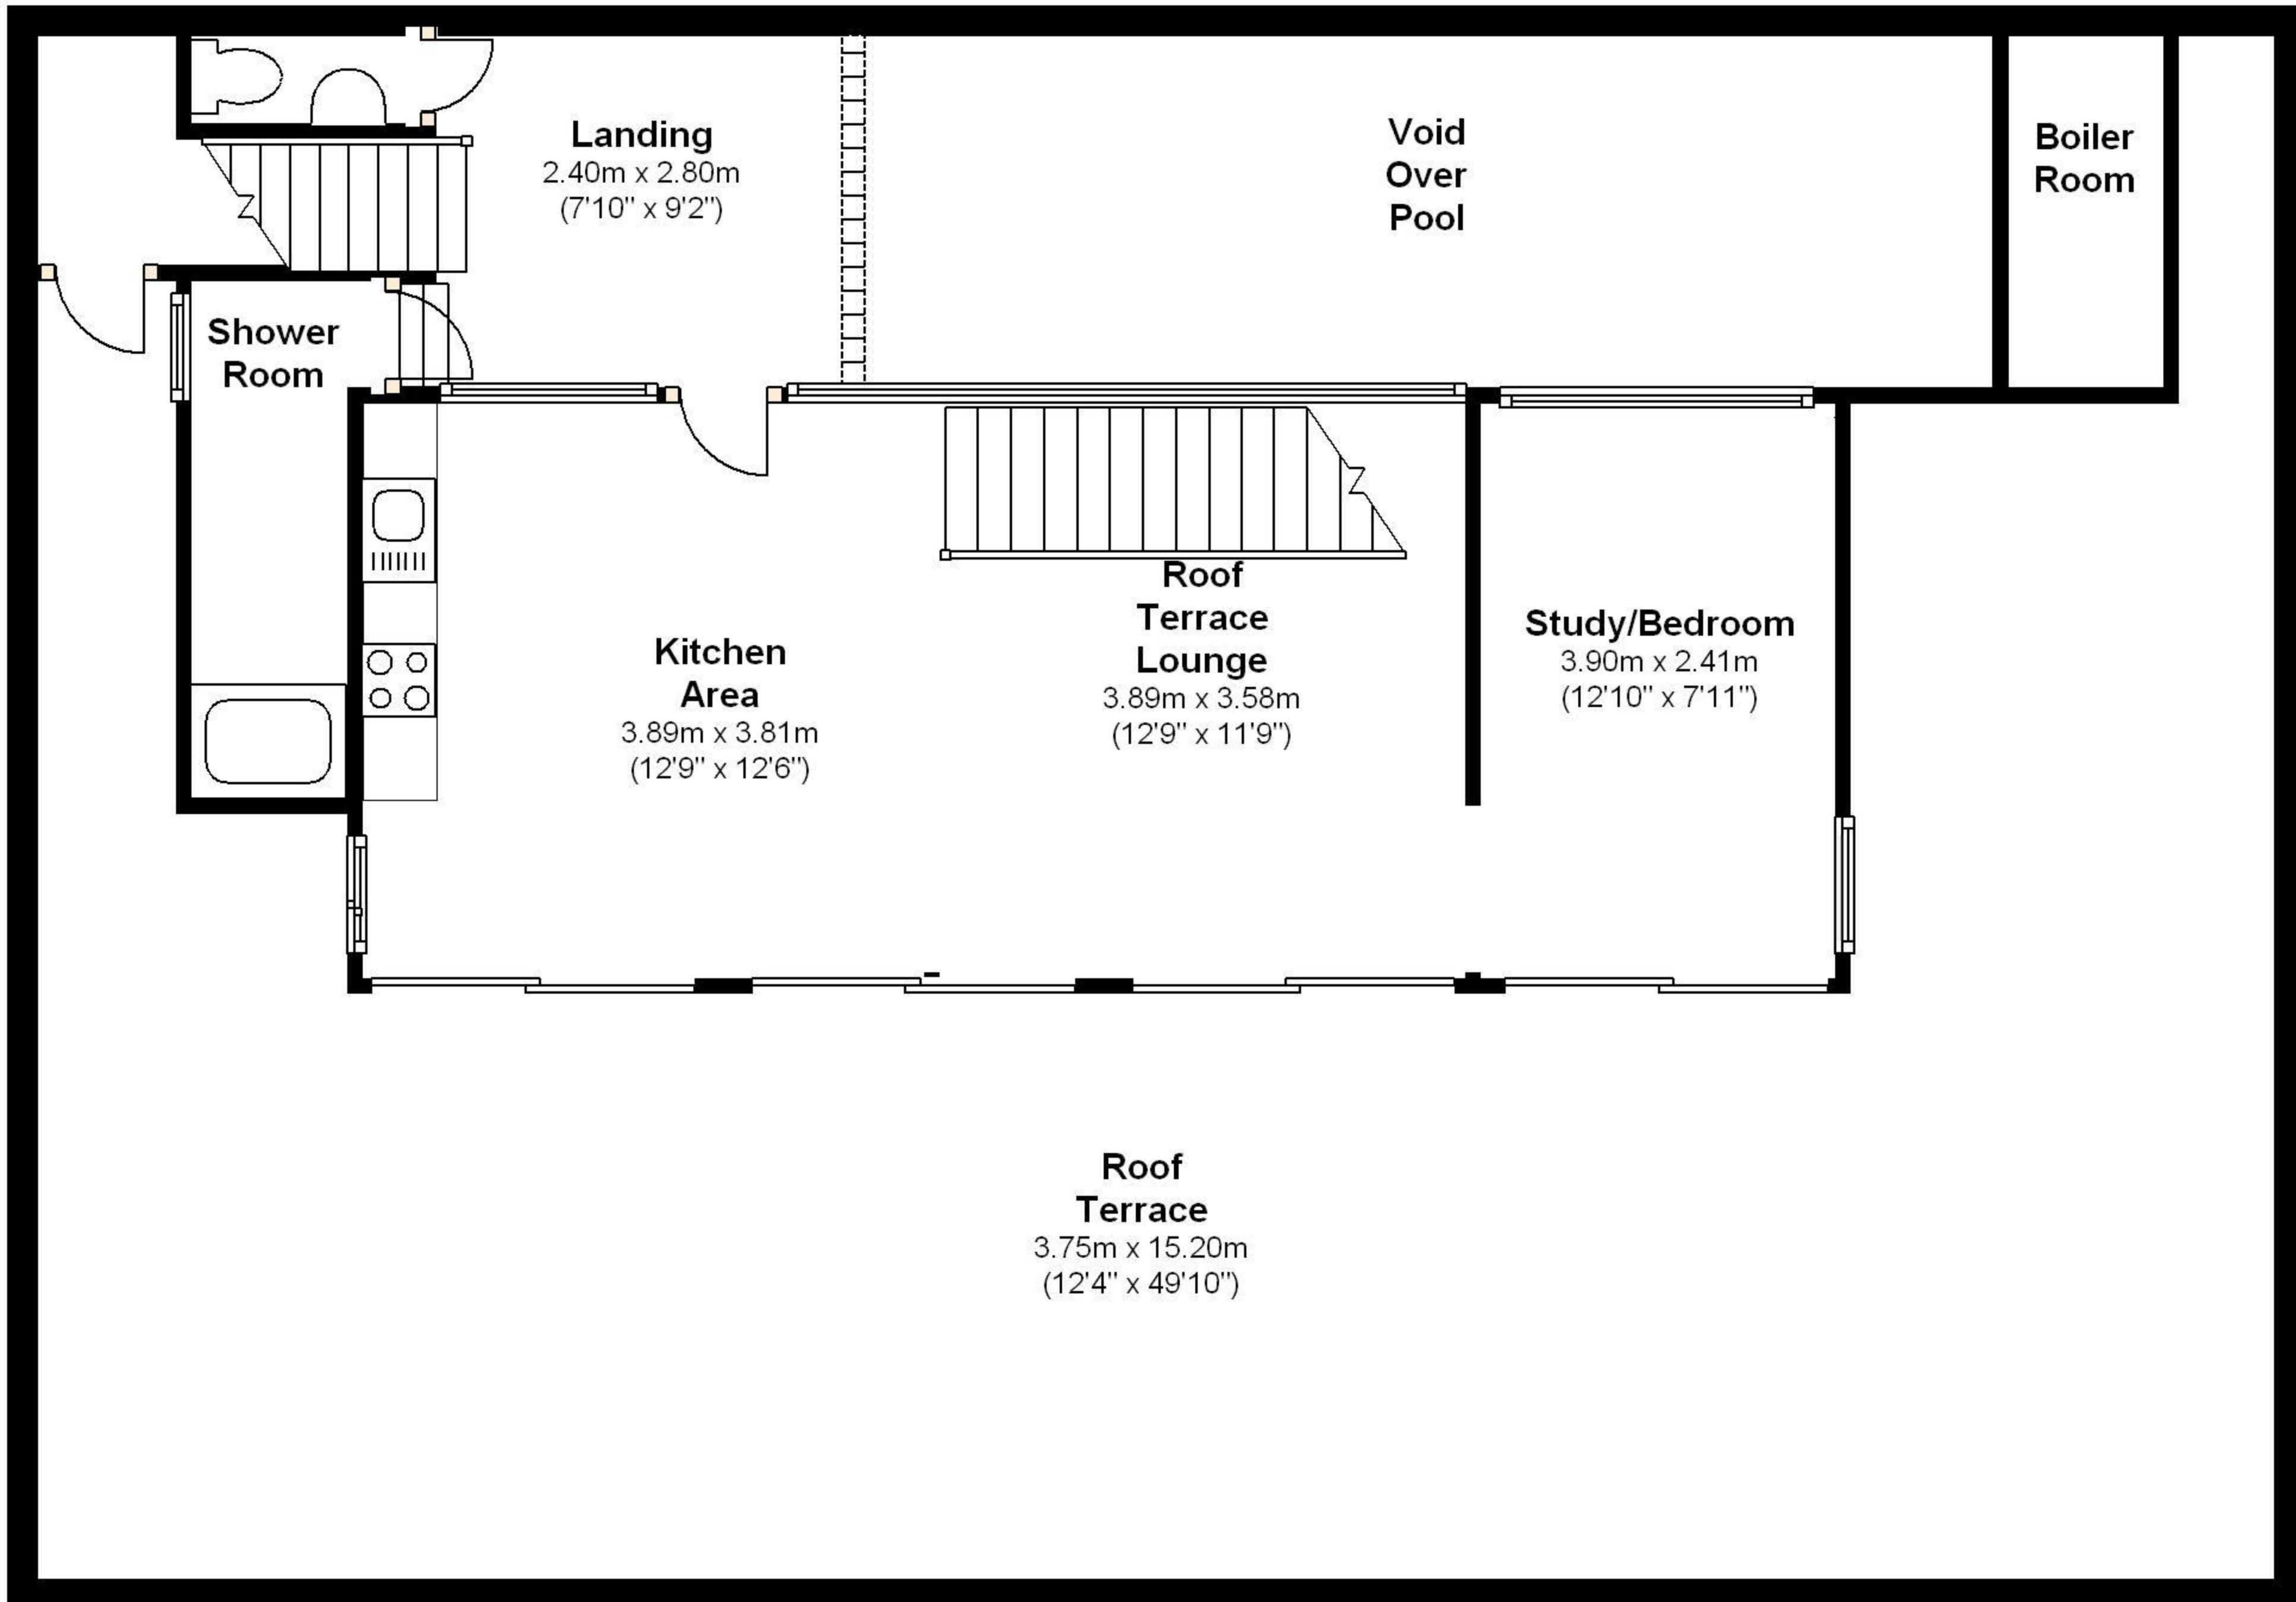 Landing
2.40m x 2.80m
(7'10" x 9'2")
Void
Over
Pool
Boiler
Room
Shower
Room
Kitchen
Area
3.89m x 3.81m
(12'9" x 12'6")
Roof
Terrace
Lounge
3.89m x 3.58m
(12'9" x 11'9")
Study/Bedroom
3.90m x 2.41m
(12'10" x 7'11")
Roof
Terrace
3.75m x 15.20m
(12'4" x 49'10")